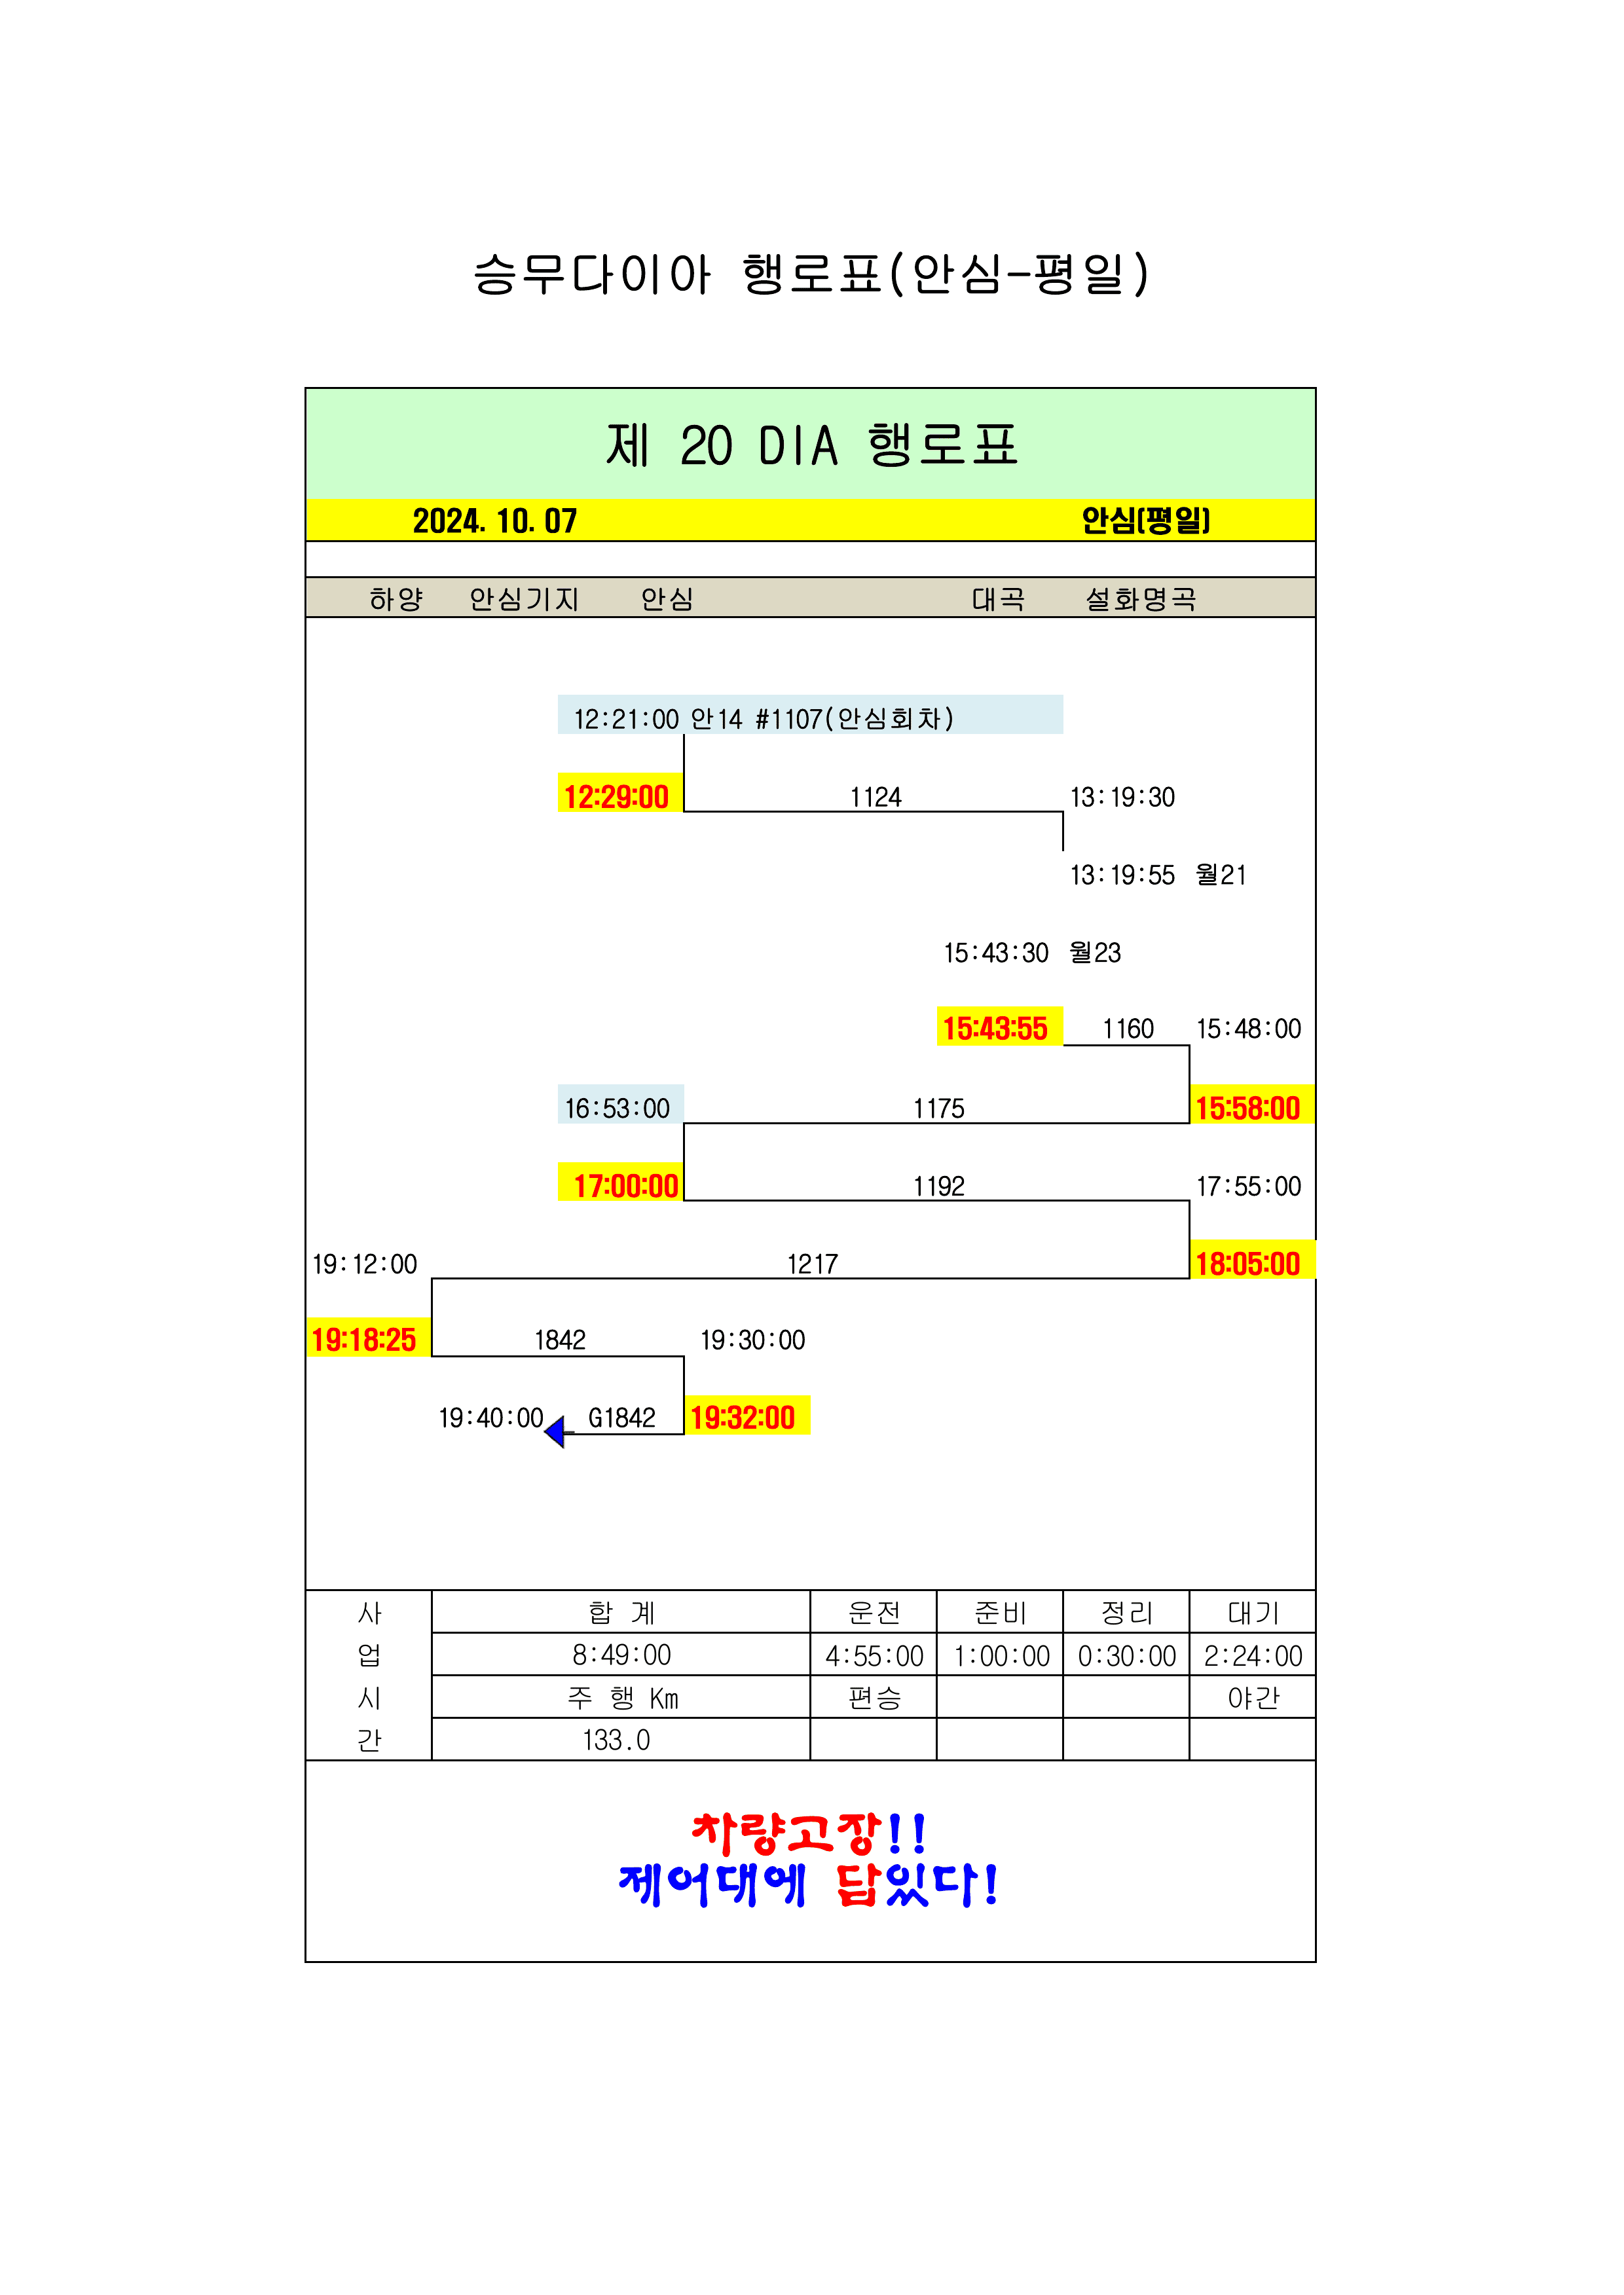 승무다이아 행로표(안심-평일)
제 20 DIA 행로표
2024. 10. 07 안심(평일)
하양 안심기지 안심 대곡 설화명곡
12:21:00 안14 #1107(안심회차)
12:29:00 1124 13:19:30
13:19:55 월21
15:43:30 월23
15:43:55 1160 15:48:00
16:53:00 1175 15:58:00
17:00:00 1192 17:55:00
19:12:00 1217 18:05:00
19:18:25 1842 19:30:00
19:40:00 G1842 19:32:00
사 합 계 운전 준비 정리 대기
업 8:49:00 4:55:00 1:00:00 0:30:00 2:24:00
시 주 행 Km 편승 야간
간 133.0
차량고장!!
제어대에 답있다!